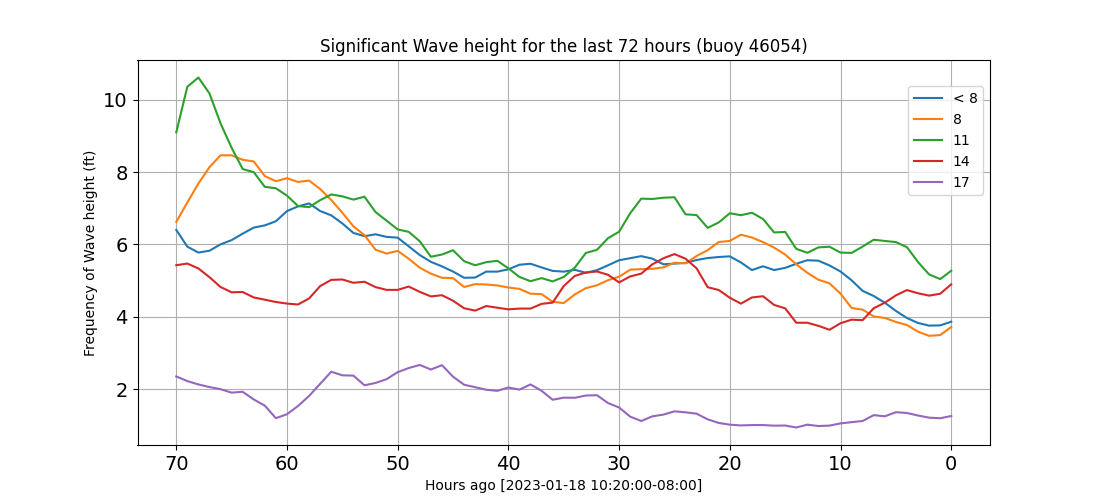 Significant Wave height for the last 72 hours (buoy 46054)
Frequency of Wave height (ft)
10
8
6
4
2
< 8
8
11
14
17
70 60 50 40 30 20 10 0
Hours ago [2023-01-18 10:20:00-08:00]